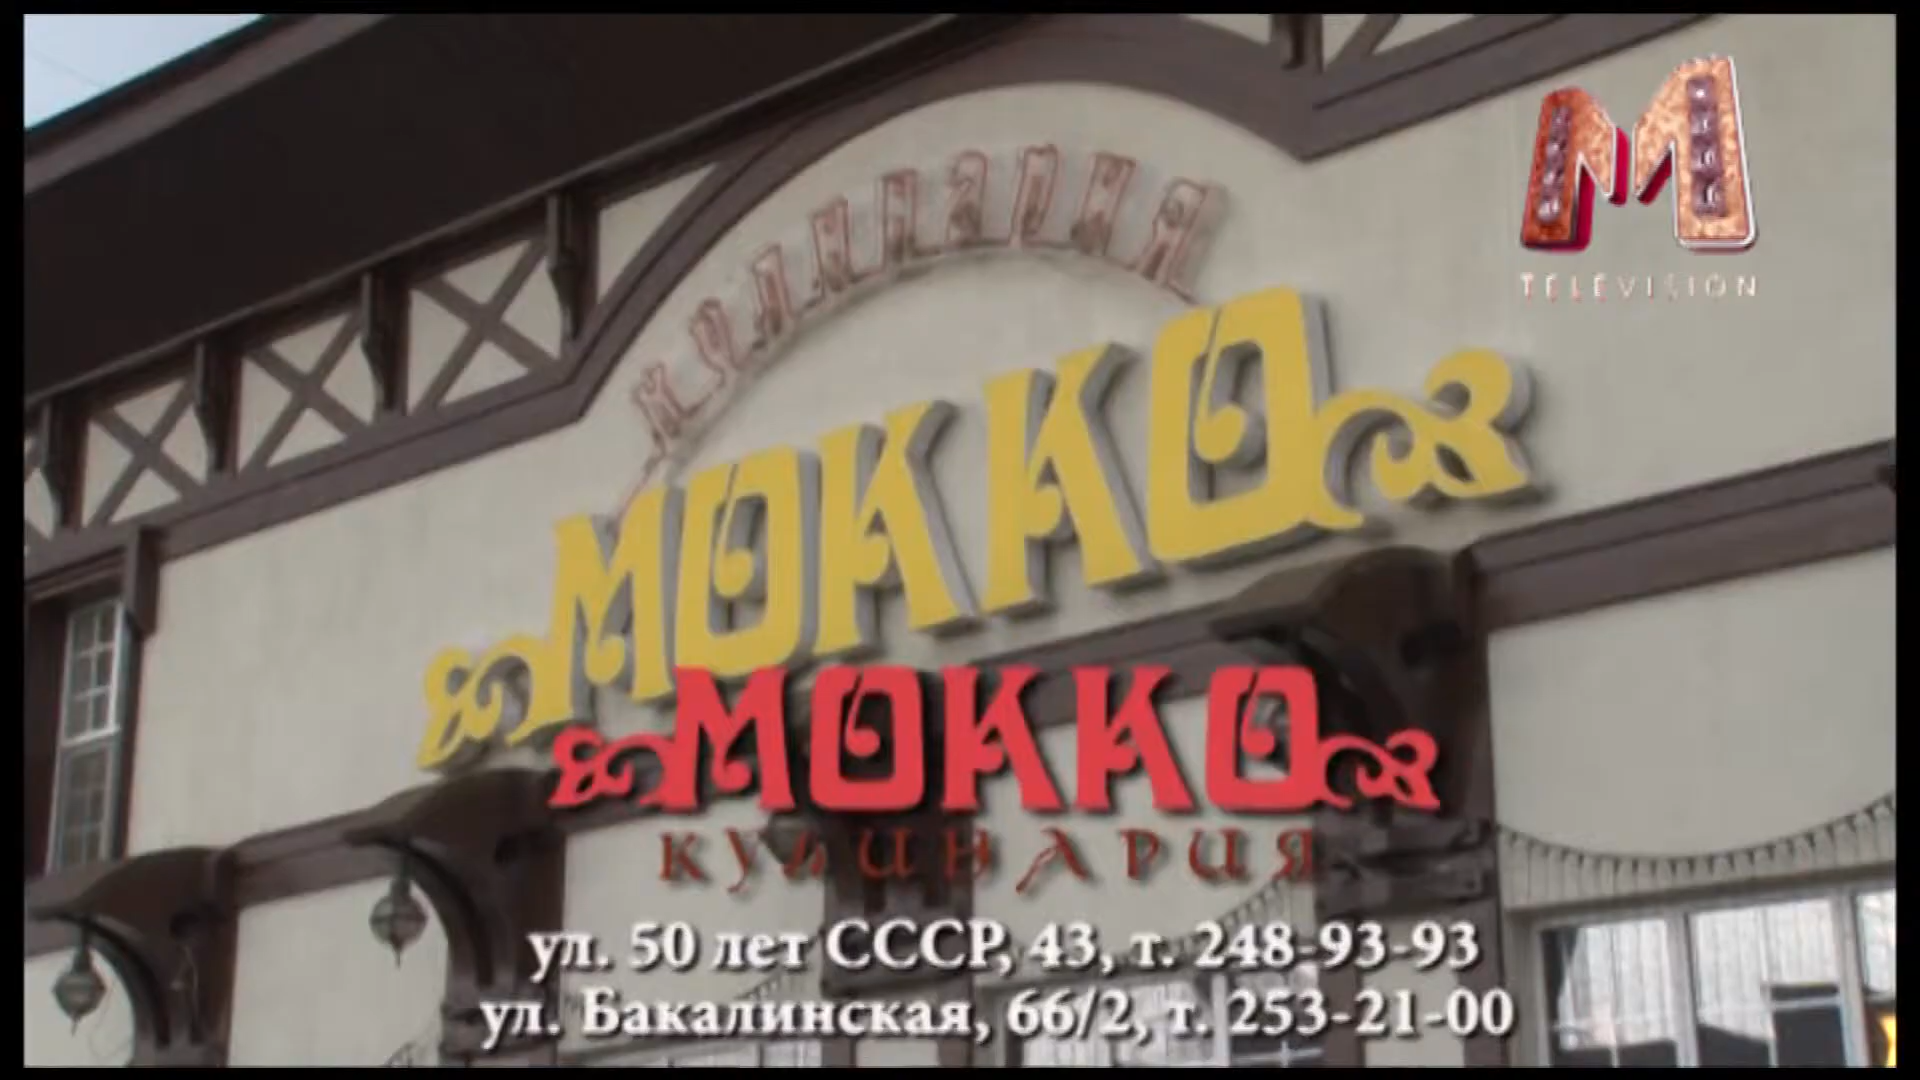 кулинария
МОККО
TELEVISION
МОККО
КУЛИНАРИЯ
ул. 50 лет СССР, 43, т. 248-93-93
ул. Бакалинская, 66/2, т. 253-21-00